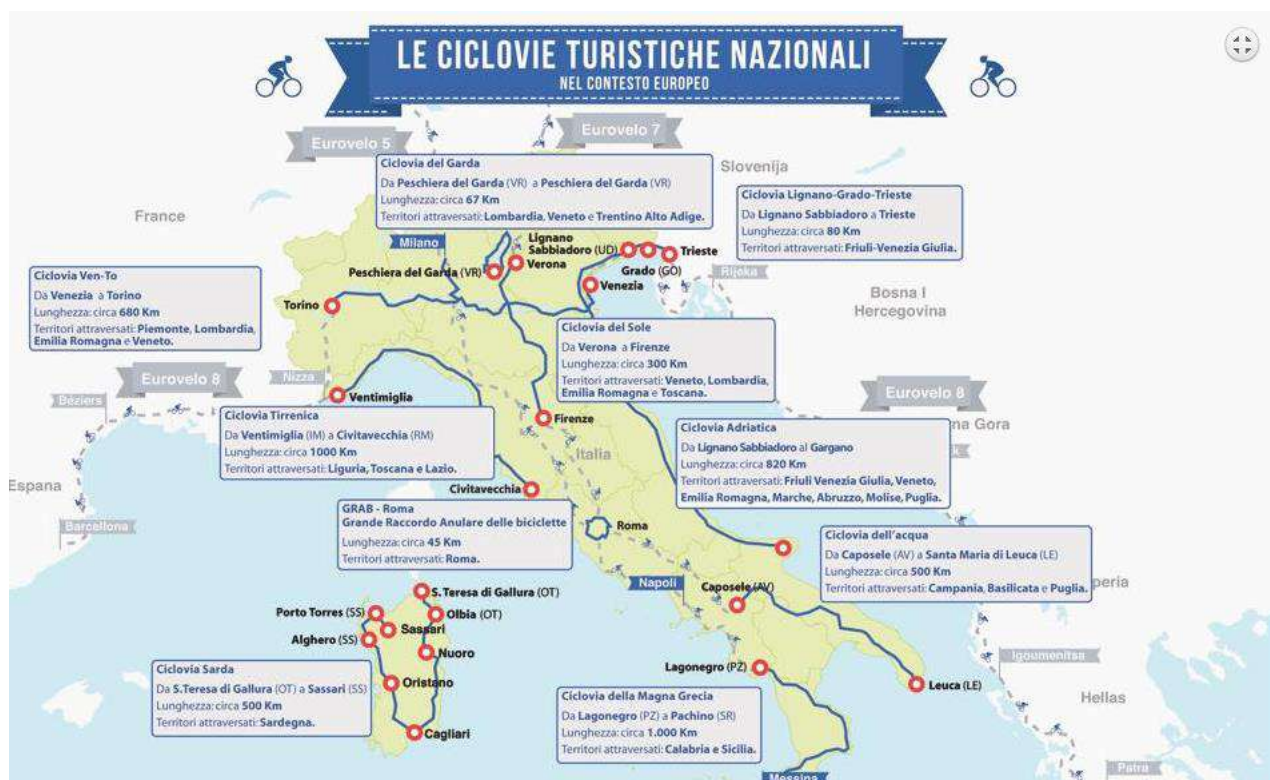 LE CICLOVIE TURISTICHE NAZIONALI
NEL CONTESTO EUROPEO
Eurovelo 5
Eurovelo 7
Slovenija
France
Ciclovia del Garda
Da Peschiera del Garda (VR) a Peschiera del Garda (VR)
Lunghezza: circa 67 Km
Territori attraversati: Lombardia, Veneto e Trentino Alto Adige.
Ciclovia Lignano-Grado-Trieste
Da Lignano Sabbiadoro a Trieste
Lunghezza: circa 80 Km
Territori attraversati: Friuli-Venezia Giulia.
Milano
Lignano
Sabbiadoro (UD)
Trieste
Peschiera del Garda (VR)
Verona
Grado (GO)
Rijeka
Venezia
Ciclovia Ven-To
Da Venezia a Torino
Lunghezza: circa 680 Km
Territori attraversati: Piemonte, Lombardia,
Emilia Romagna e Veneto.
Torino
Bosna I
Hercegovina
Ciclovia del Sole
Da Verona a Firenze
Lunghezza: circa 300 Km
Territori attraversati: Veneto, Lombardia,
Emilia Romagna e Toscana.
Eurovelo 8
Nizza
Eurovelo 8
Béziers
Ventimiglia
Firenze
Ciclovia Tirrenica
Da Ventimiglia (IM) a Civitavecchia (RM)
Lunghezza: circa 1000 Km
Territori attraversati: Liguria, Toscana e Lazio.
Italia
Ciclovia Adriatica
Da Lignano Sabbiadoro al Gargano
Lunghezza: circa 820 Km
Territori attraversati: Friuli Venezia Giulia, Veneto,
Emilia Romagna, Marche, Abruzzo, Molise, Puglia.
na Gora
k
Espana
Civitavecchia
Barcellona
GRAB - Roma
Grande Raccordo Anulare delle biciclette
Lunghezza: circa 45 Km
Territori attraversati: Roma.
Roma
Ciclovia dell'acqua
Da Caposele (AV) a Santa Maria di Leuca (LE)
Lunghezza: circa 500 Km
Territori attraversati: Campania, Basilicata e Puglia.
peria
Napoli
Caposele (AV)
S. Teresa di Gallura (OT)
Porto Torres (SS)
Olbia (OT)
Sassari
Alghero (SS)
Nuoro
Igoumenitsa
Lagonegro (PZ)
Leuca (LE)
Ciclovia Sarda
Da S.Teresa di Gallura (OT) a Sassari (SS)
Lunghezza: circa 500 Km
Territori attraversati: Sardegna.
Oristano
Cagliari
Ciclovia della Magna Grecia
Da Lagonegro (PZ) a Pachino (SR)
Lunghezza: circa 1.000 Km
Territori attraversati: Calabria e Sicilia.
Hellas
Patra
Messina